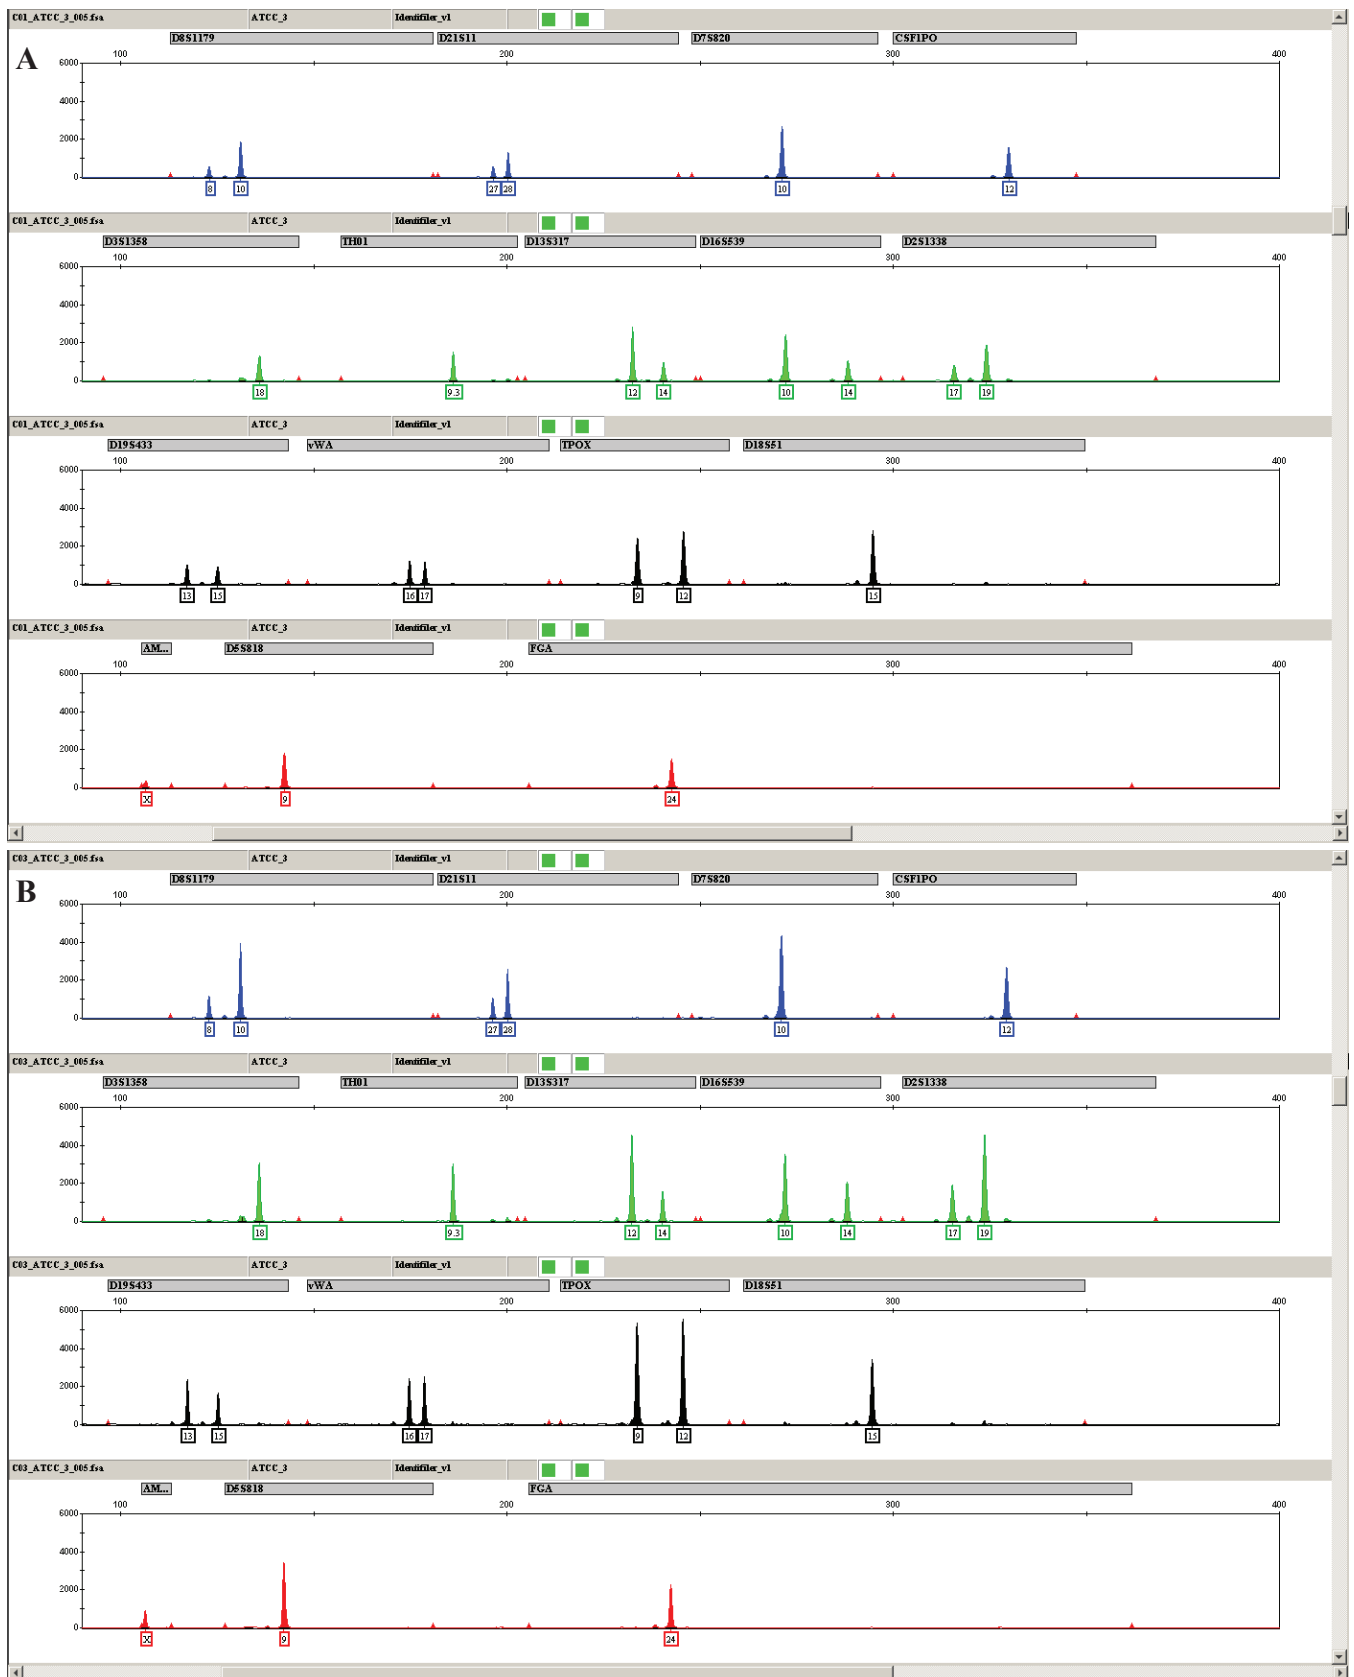 C01_ATCC_3_005.fsa ATCC_3 Identifiler_v1
D8S1179 D21S11 D7S820 CSF1PO
A
100 200 300 400
6000
4000
2000
0
8 10 27 28 10 12
C01_ATCC_3_005.fsa ATCC_3 Identifiler_v1
D3S1358 TH01 D13S317 D16S539 D2S1338
100 200 300 400
6000
4000
2000
0
18 9.3 12 14 10 14 17 19
C01_ATCC_3_005.fsa ATCC_3 Identifiler_v1
D19S433 vWA TPOX D18S51
100 200 300 400
6000
4000
2000
0
13 15 16 17 9 12 15
C01_ATCC_3_005.fsa ATCC_3 Identifiler_v1
AM... D5S818 FGA
100 200 300 400
6000
4000
2000
0
X 9 24
C03_ATCC_3_005.fsa ATCC_3 Identifiler_v1
D8S1179 D21S11 D7S820 CSF1PO
B
100 200 300 400
6000
4000
2000
0
8 10 27 28 10 12
C03_ATCC_3_005.fsa ATCC_3 Identifiler_v1
D3S1358 TH01 D13S317 D16S539 D2S1338
100 200 300 400
6000
4000
2000
0
18 9.3 12 14 10 14 17 19
C03_ATCC_3_005.fsa ATCC_3 Identifiler_v1
D19S433 vWA TPOX D18S51
100 200 300 400
6000
4000
2000
0
13 15 16 17 9 12 15
C03_ATCC_3_005.fsa ATCC_3 Identifiler_v1
AM... D5S818 FGA
100 200 300 400
6000
4000
2000
0
X 9 24